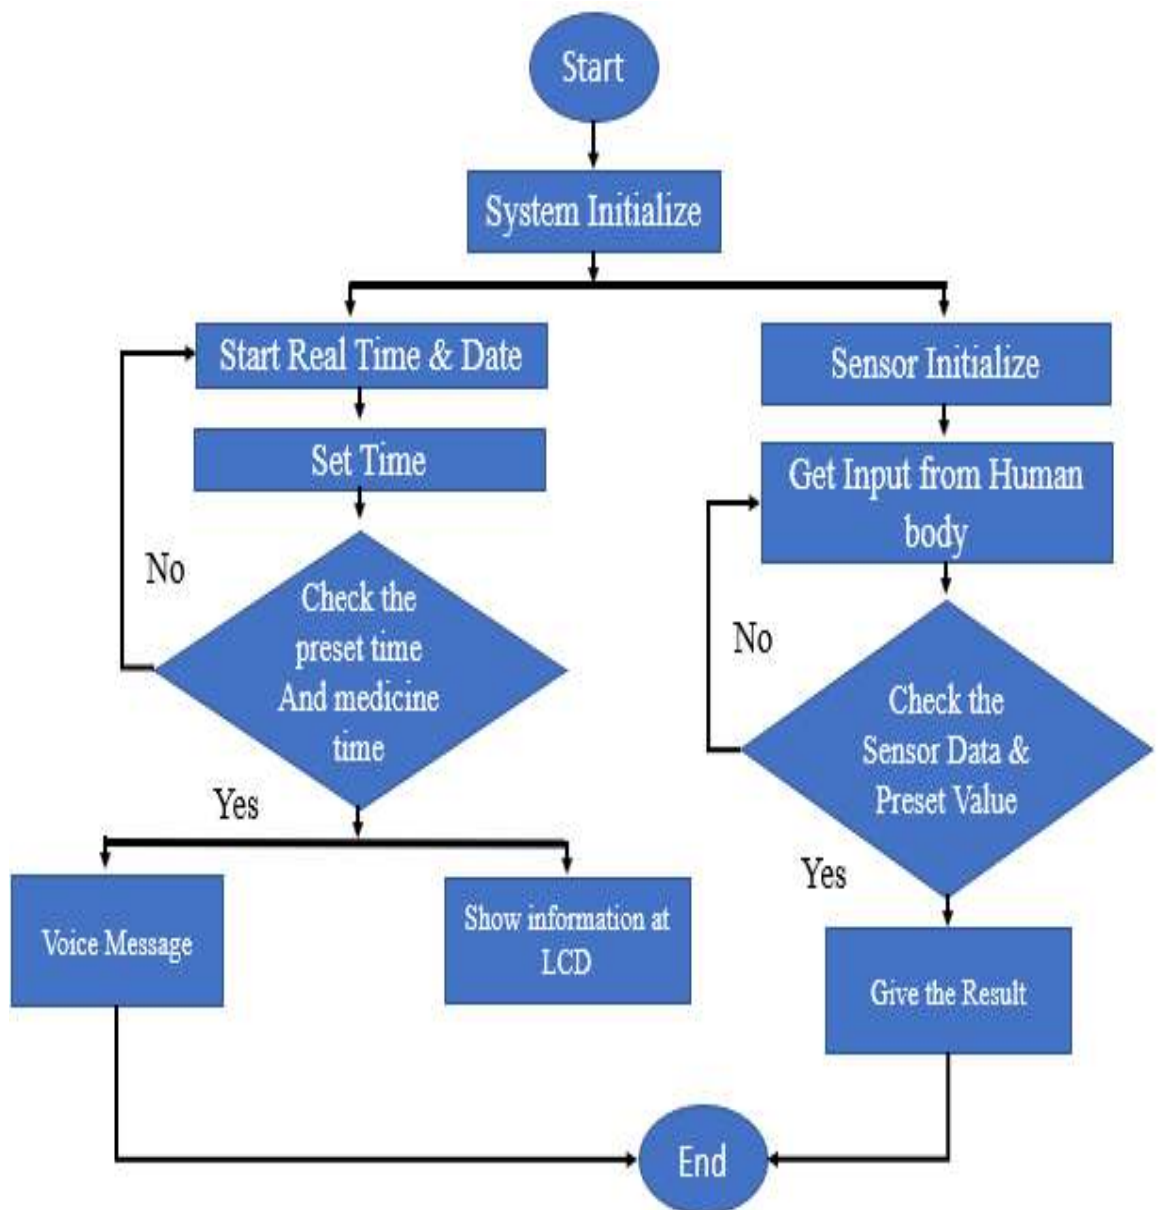 Start
System Initialize
Start Real Time & Date
Sensor Initialize
Set Time
Get Input from Human
body
No
Check the
preset time
And medicine
time
No
Check the
Sensor Data &
Preset Value
Yes
Yes
Voice Message
Show information at
LCD
Give the Result
End